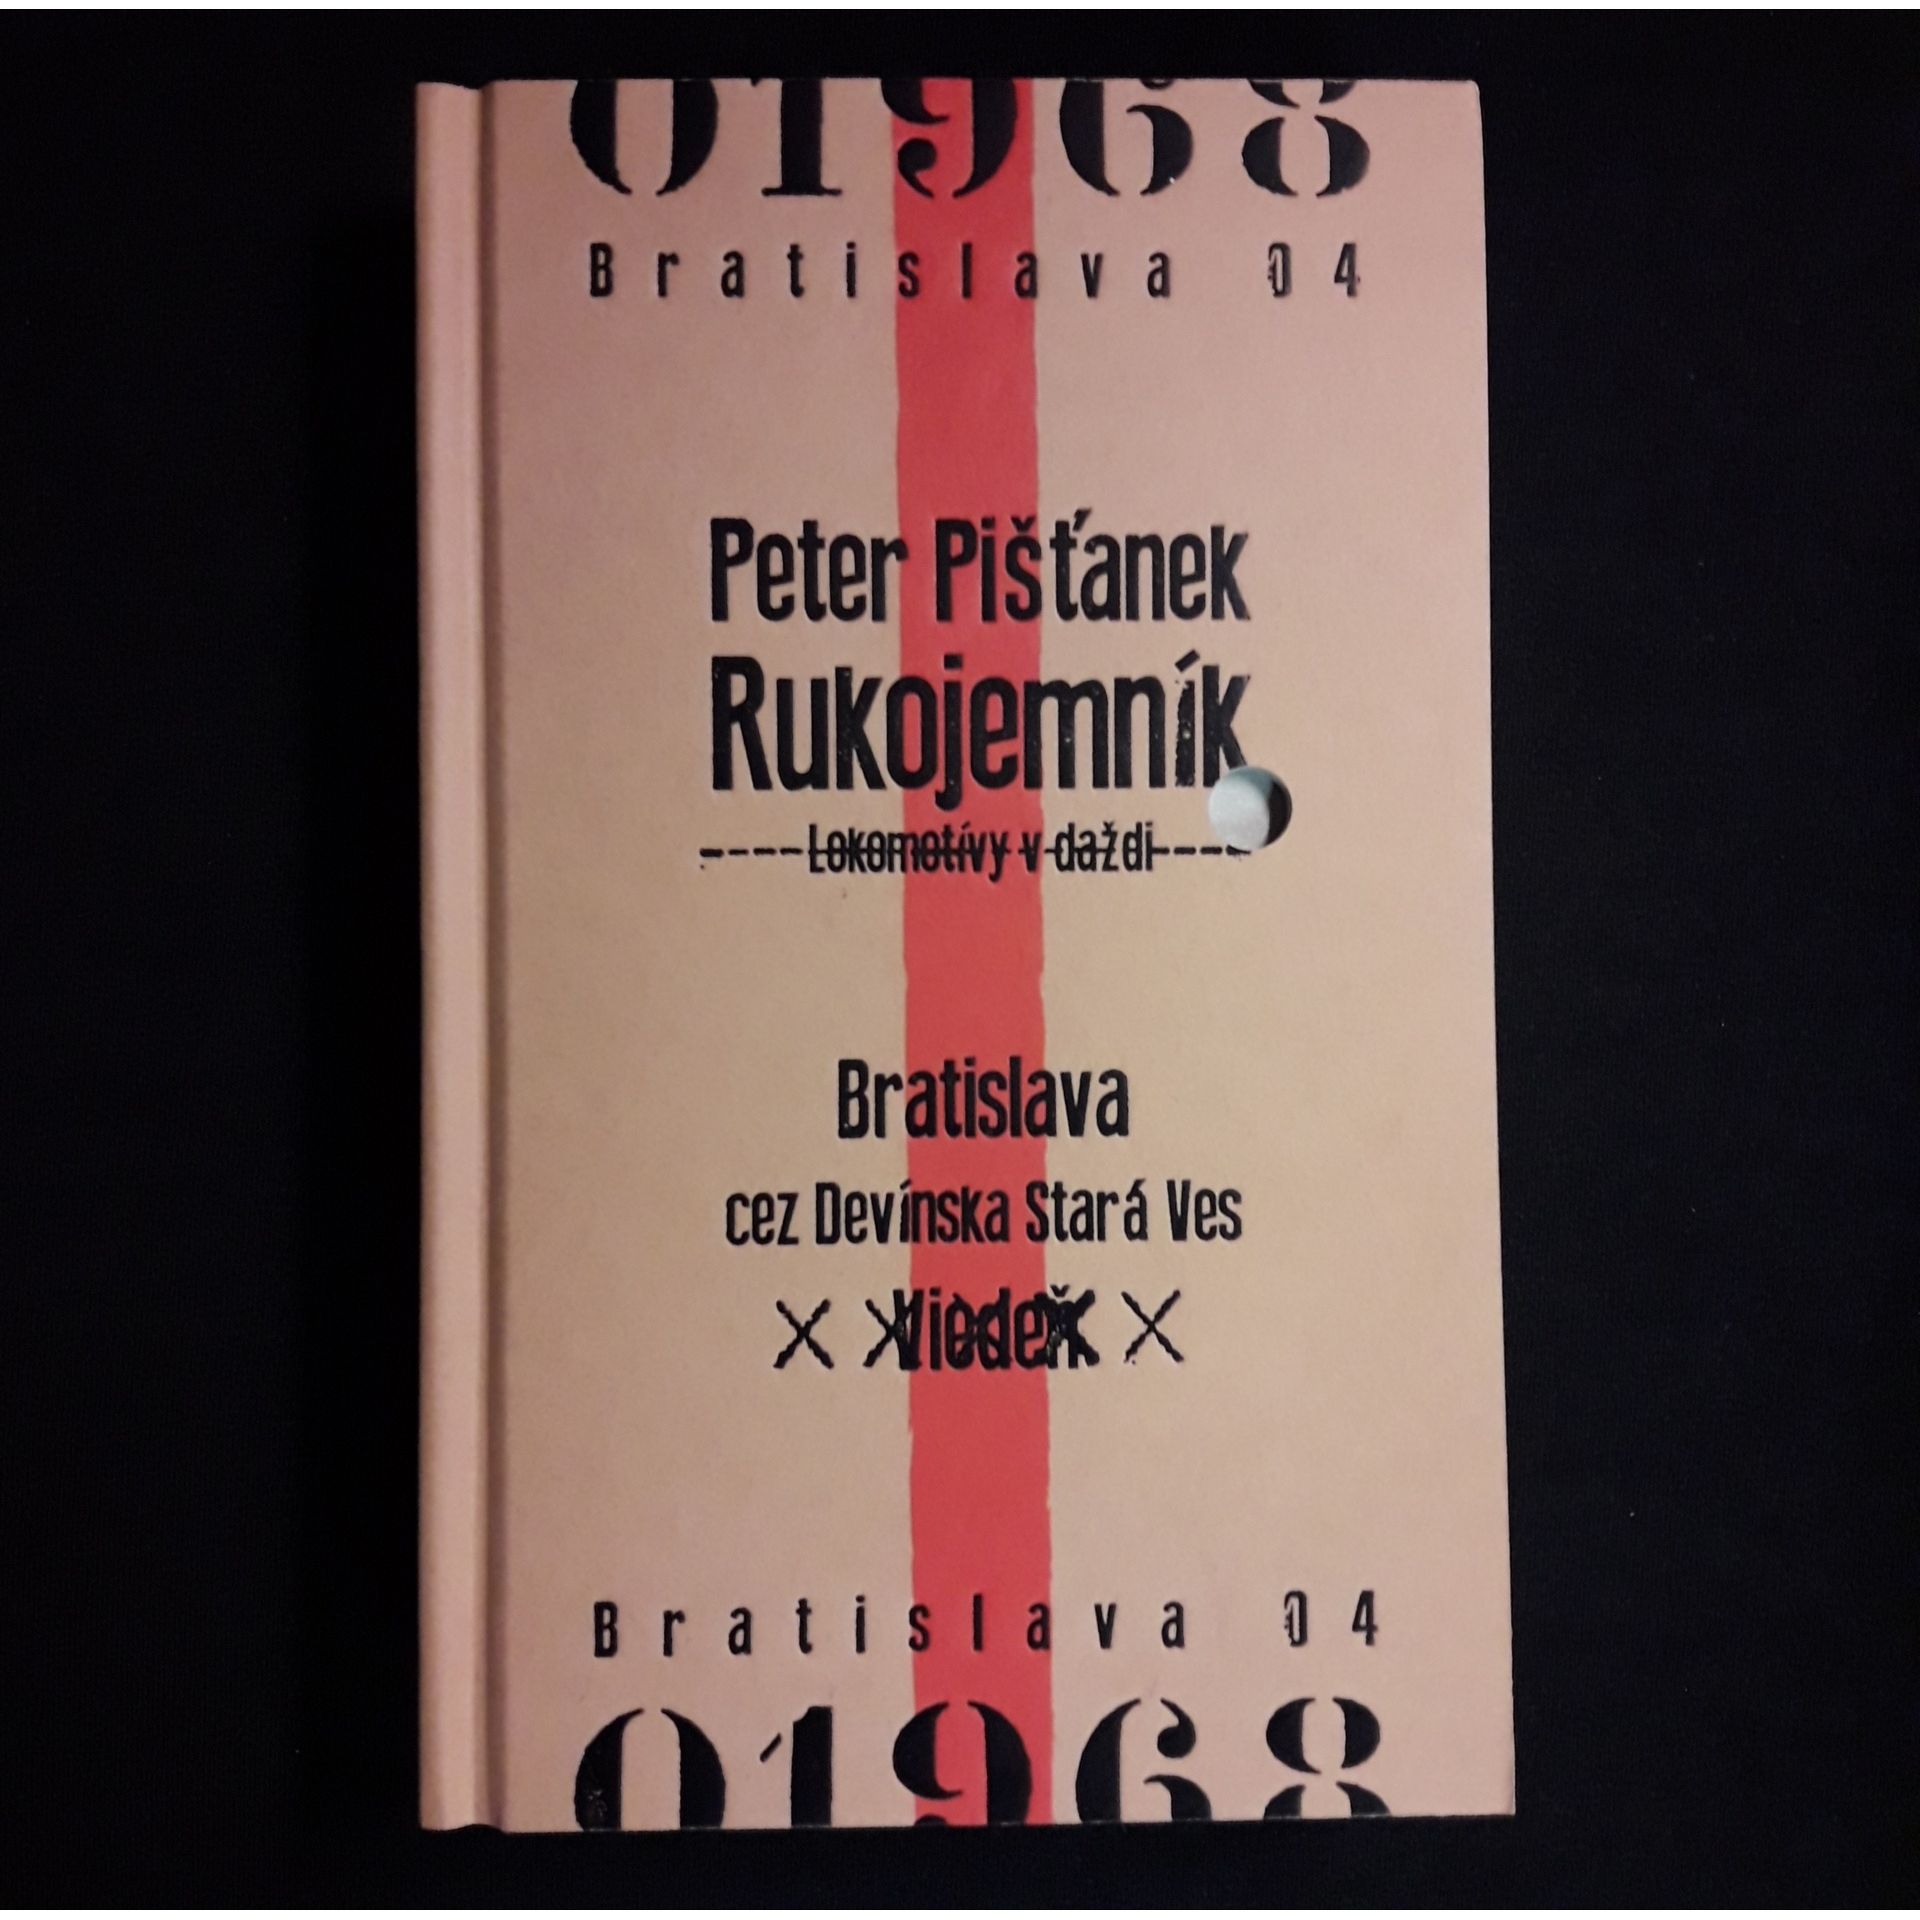 01968
Bratislava 04
Peter Pišťanek
Rukojemník
----Lokomotívy v daždi----
Bratislava
cez Devínska Stará Ves
X X Viedeň X X
Bratislava 04
01968